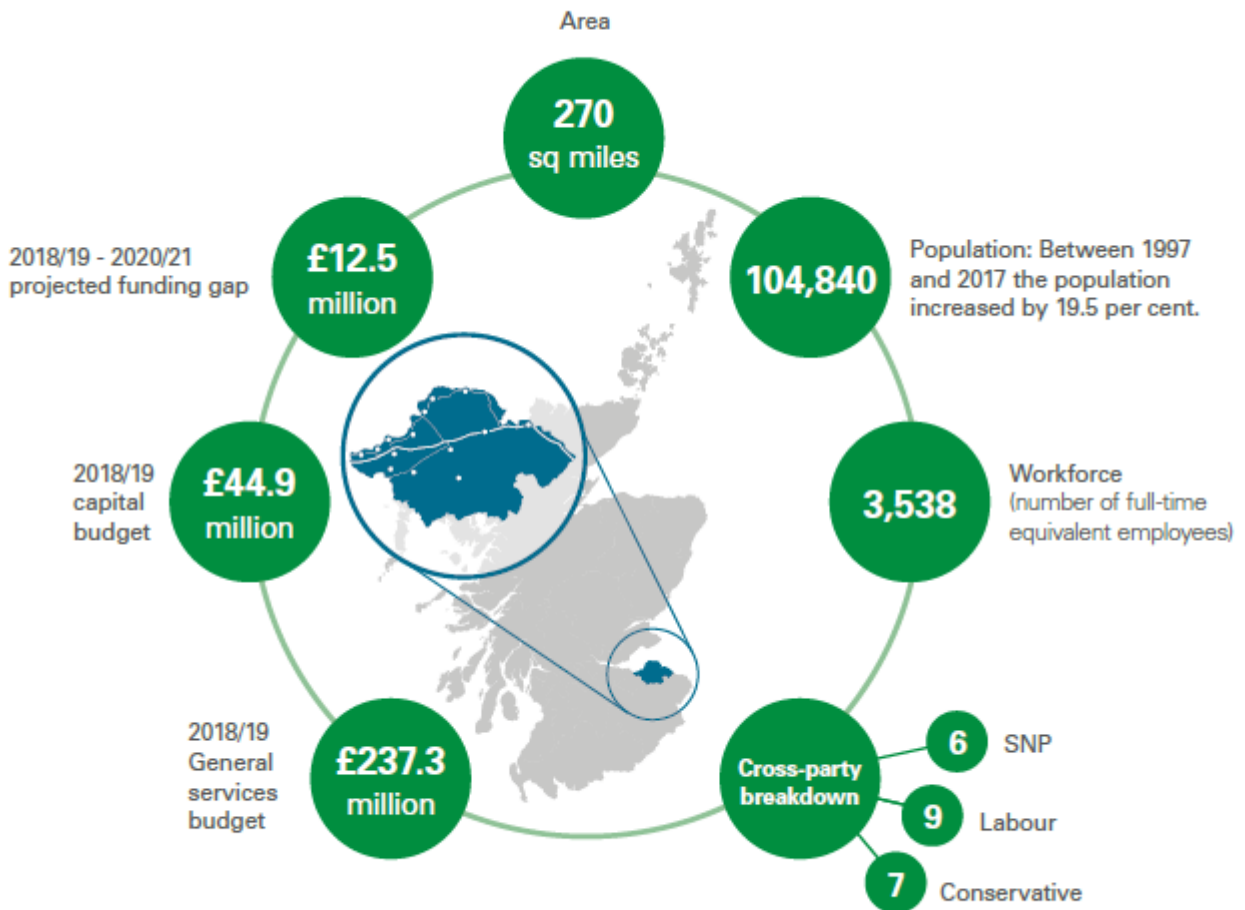 Area
270
sq miles
104,840
Population: Between 1997
and 2017 the population
increased by 19.5 per cent.
3,538
Workforce
(number of full-time
equivalent employees)
Cross-party
breakdown
6 SNP
9 Labour
7 Conservative
2018/19
General
services
budget
£237.3
million
2018/19
capital
budget
£44.9
million
2018/19 - 2020/21
projected funding gap
£12.5
million